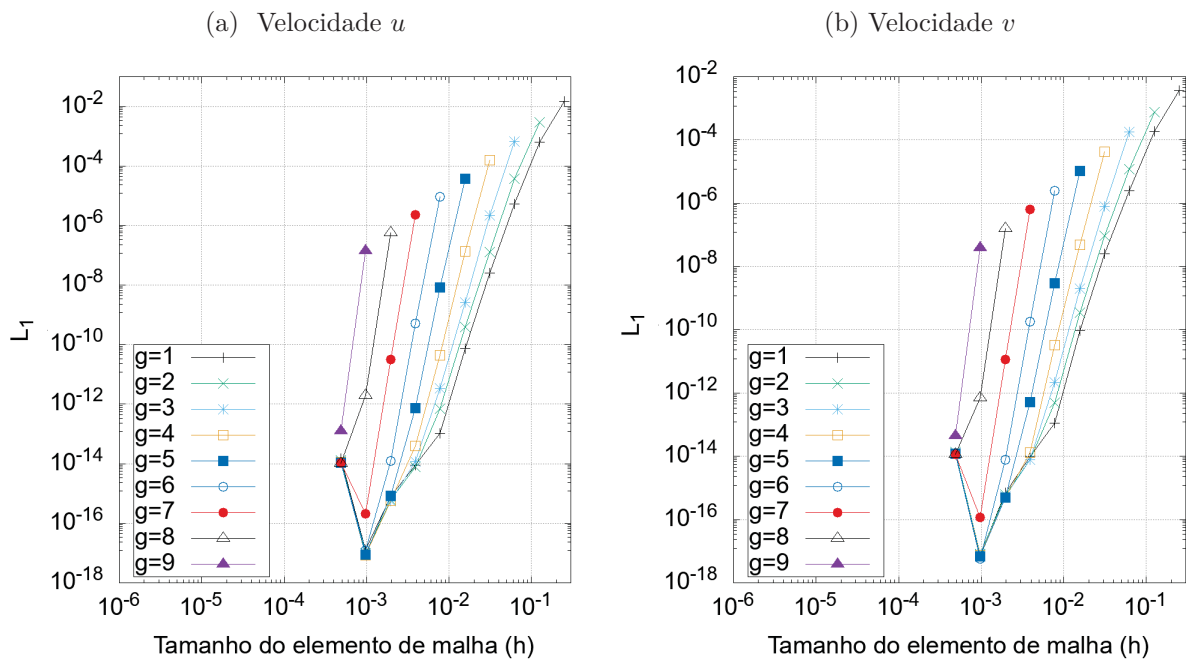 (a) Velocidade u
(b) Velocidade v
L1
10^-2
10^-4
10^-6
10^-8
10^-10
10^-12
10^-14
10^-16
10^-18
g=1
g=2
g=3
g=4
g=5
g=6
g=7
g=8
g=9
10^-6
10^-5
10^-4
10^-3
10^-2
10^-1
Tamanho do elemento de malha (h)
L1
10^-2
10^-4
10^-6
10^-8
10^-10
10^-12
10^-14
10^-16
10^-18
g=1
g=2
g=3
g=4
g=5
g=6
g=7
g=8
g=9
10^-6
10^-5
10^-4
10^-3
10^-2
10^-1
Tamanho do elemento de malha (h)